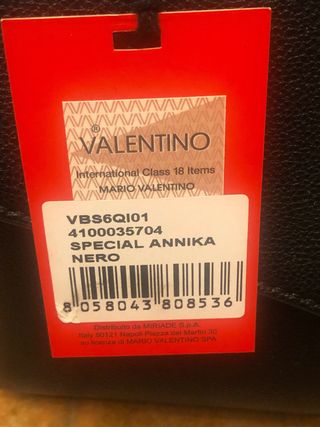 ® VALENTINO
International Class 18 Items
MARIO VALENTINO
VBS6QI01
4100035704
SPECIAL ANNIKA
NERO
8 058043 808536
Distribuito da MIRIADE S.p.A.
Italy 80121 Napoli Piazza dei Martiri 30
su licenza di MARIO VALENTINO SPA